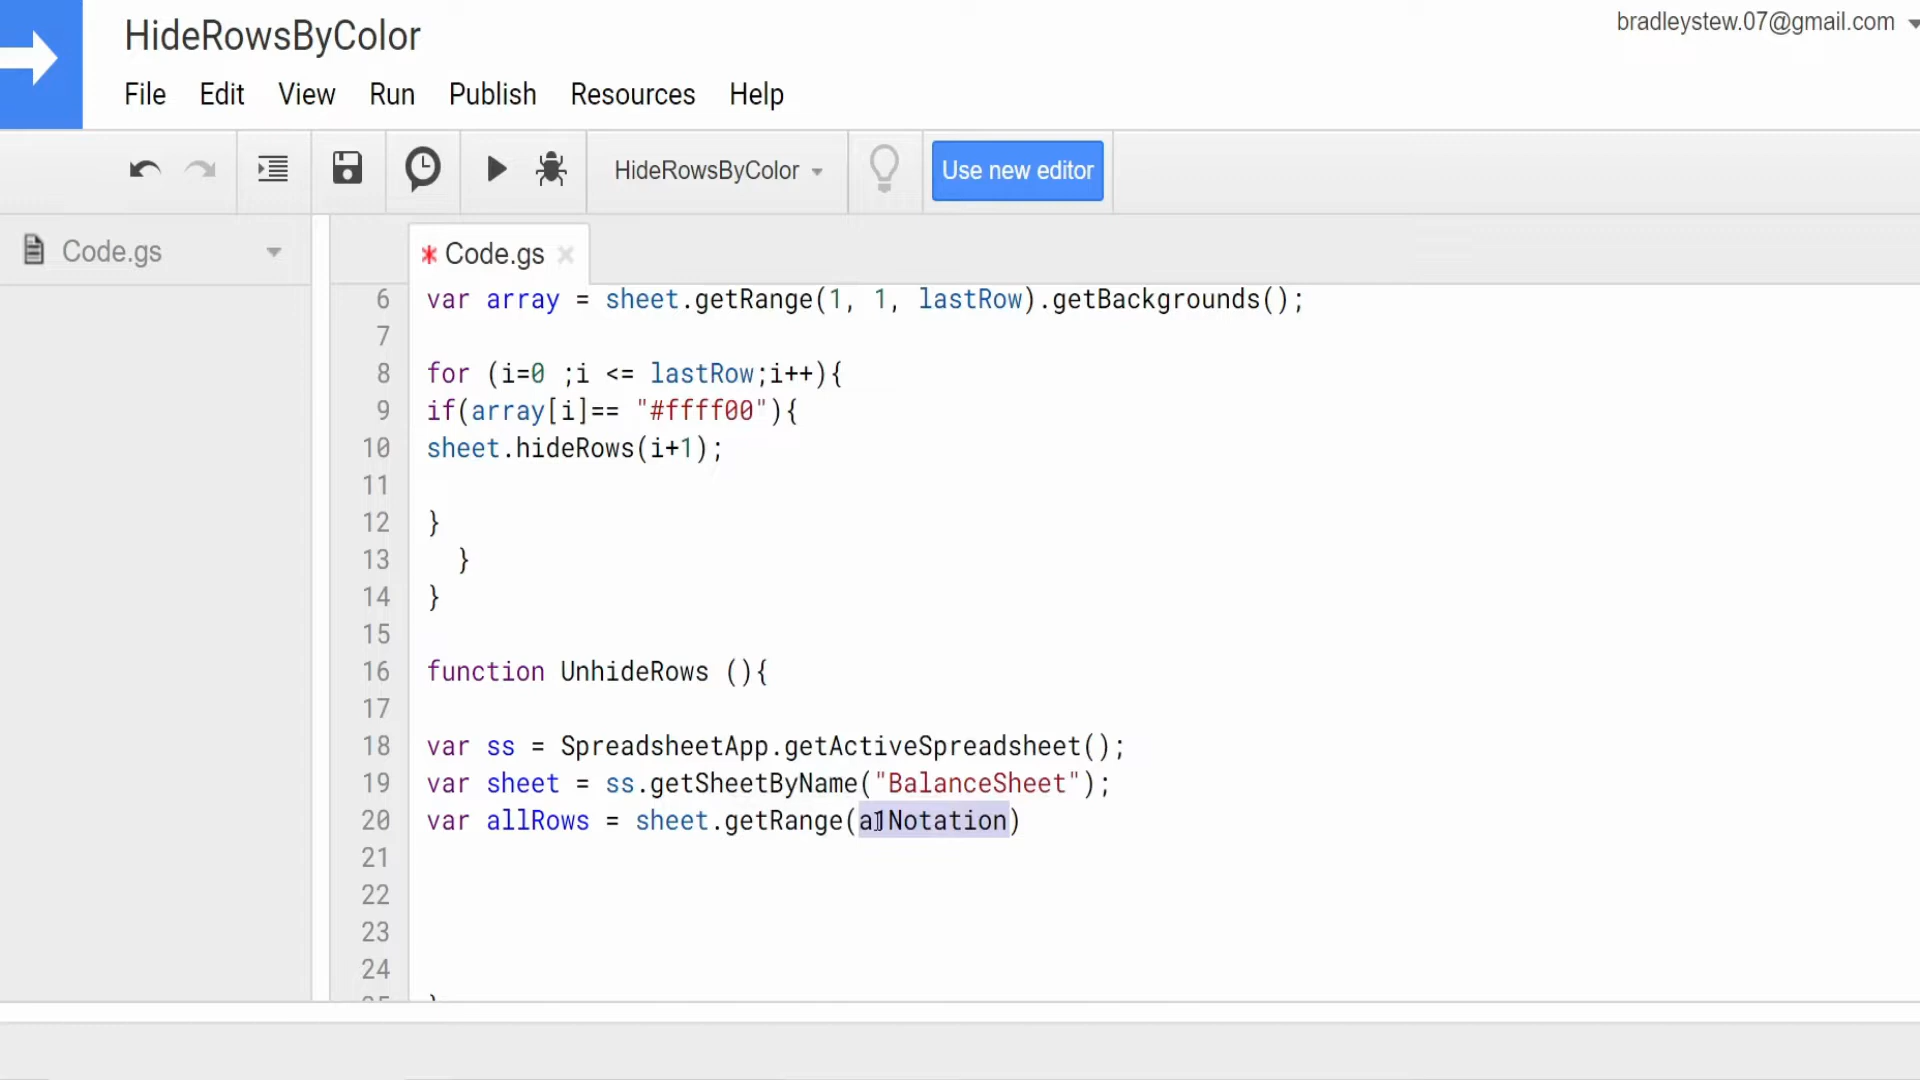 HideRowsByColor
bradleystew.07@gmail.com
File Edit View Run Publish Resources Help
HideRowsByColor
Use new editor
Code.gs
* Code.gs
6 var array = sheet.getRange(1, 1, lastRow).getBackgrounds();
7
8 for (i=0 ;i <= lastRow;i++){
9 if(array[i]== "#ffff00"){
10 sheet.hideRows(i+1);
11
12 }
13 }
14 }
15
16 function UnhideRows (){
17
18 var ss = SpreadsheetApp.getActiveSpreadsheet();
19 var sheet = ss.getSheetByName("BalanceSheet");
20 var allRows = sheet.getRange(a1Notation)
21
22
23
24